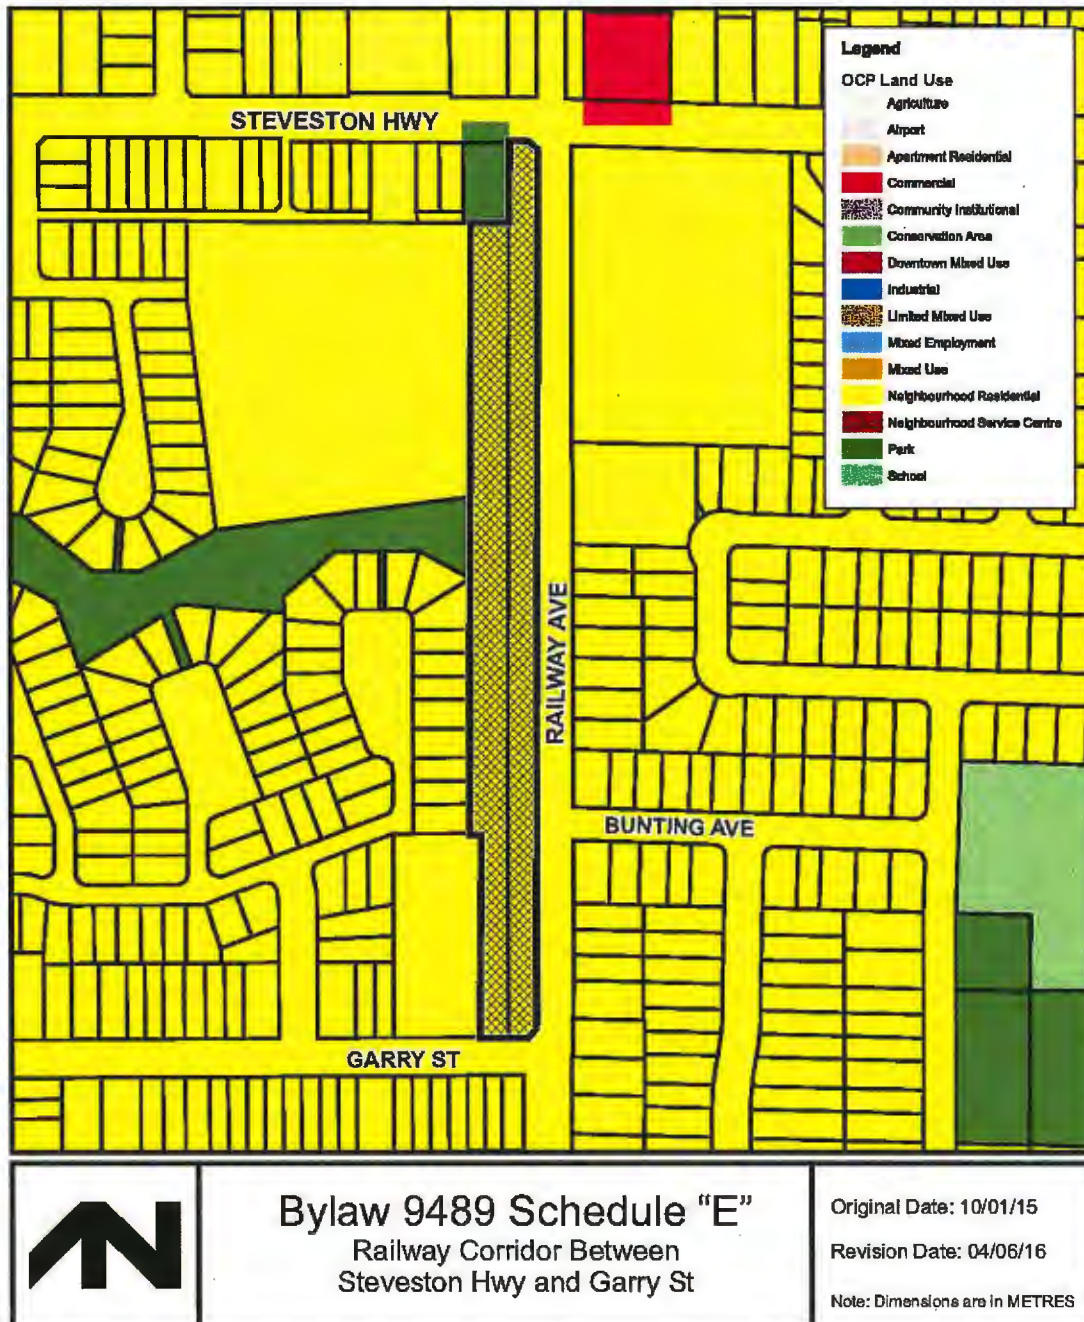 Legend
OCP Land Use
Agriculture
Airport
Apartment Residential
Commercial
Community Institutional
Conservation Area
Downtown Mixed Use
Industrial
Limited Mixed Use
Mixed Employment
Mixed Use
Neighbourhood Residential
Neighbourhood Service Centre
Park
School
STEVESTON HWY
RAILWAY AVE
BUNTING AVE
GARRY ST
Bylaw 9489 Schedule “E”
Railway Corridor Between
Steveston Hwy and Garry St
Original Date: 10/01/15
Revision Date: 04/06/16
Note: Dimensions are in METRES